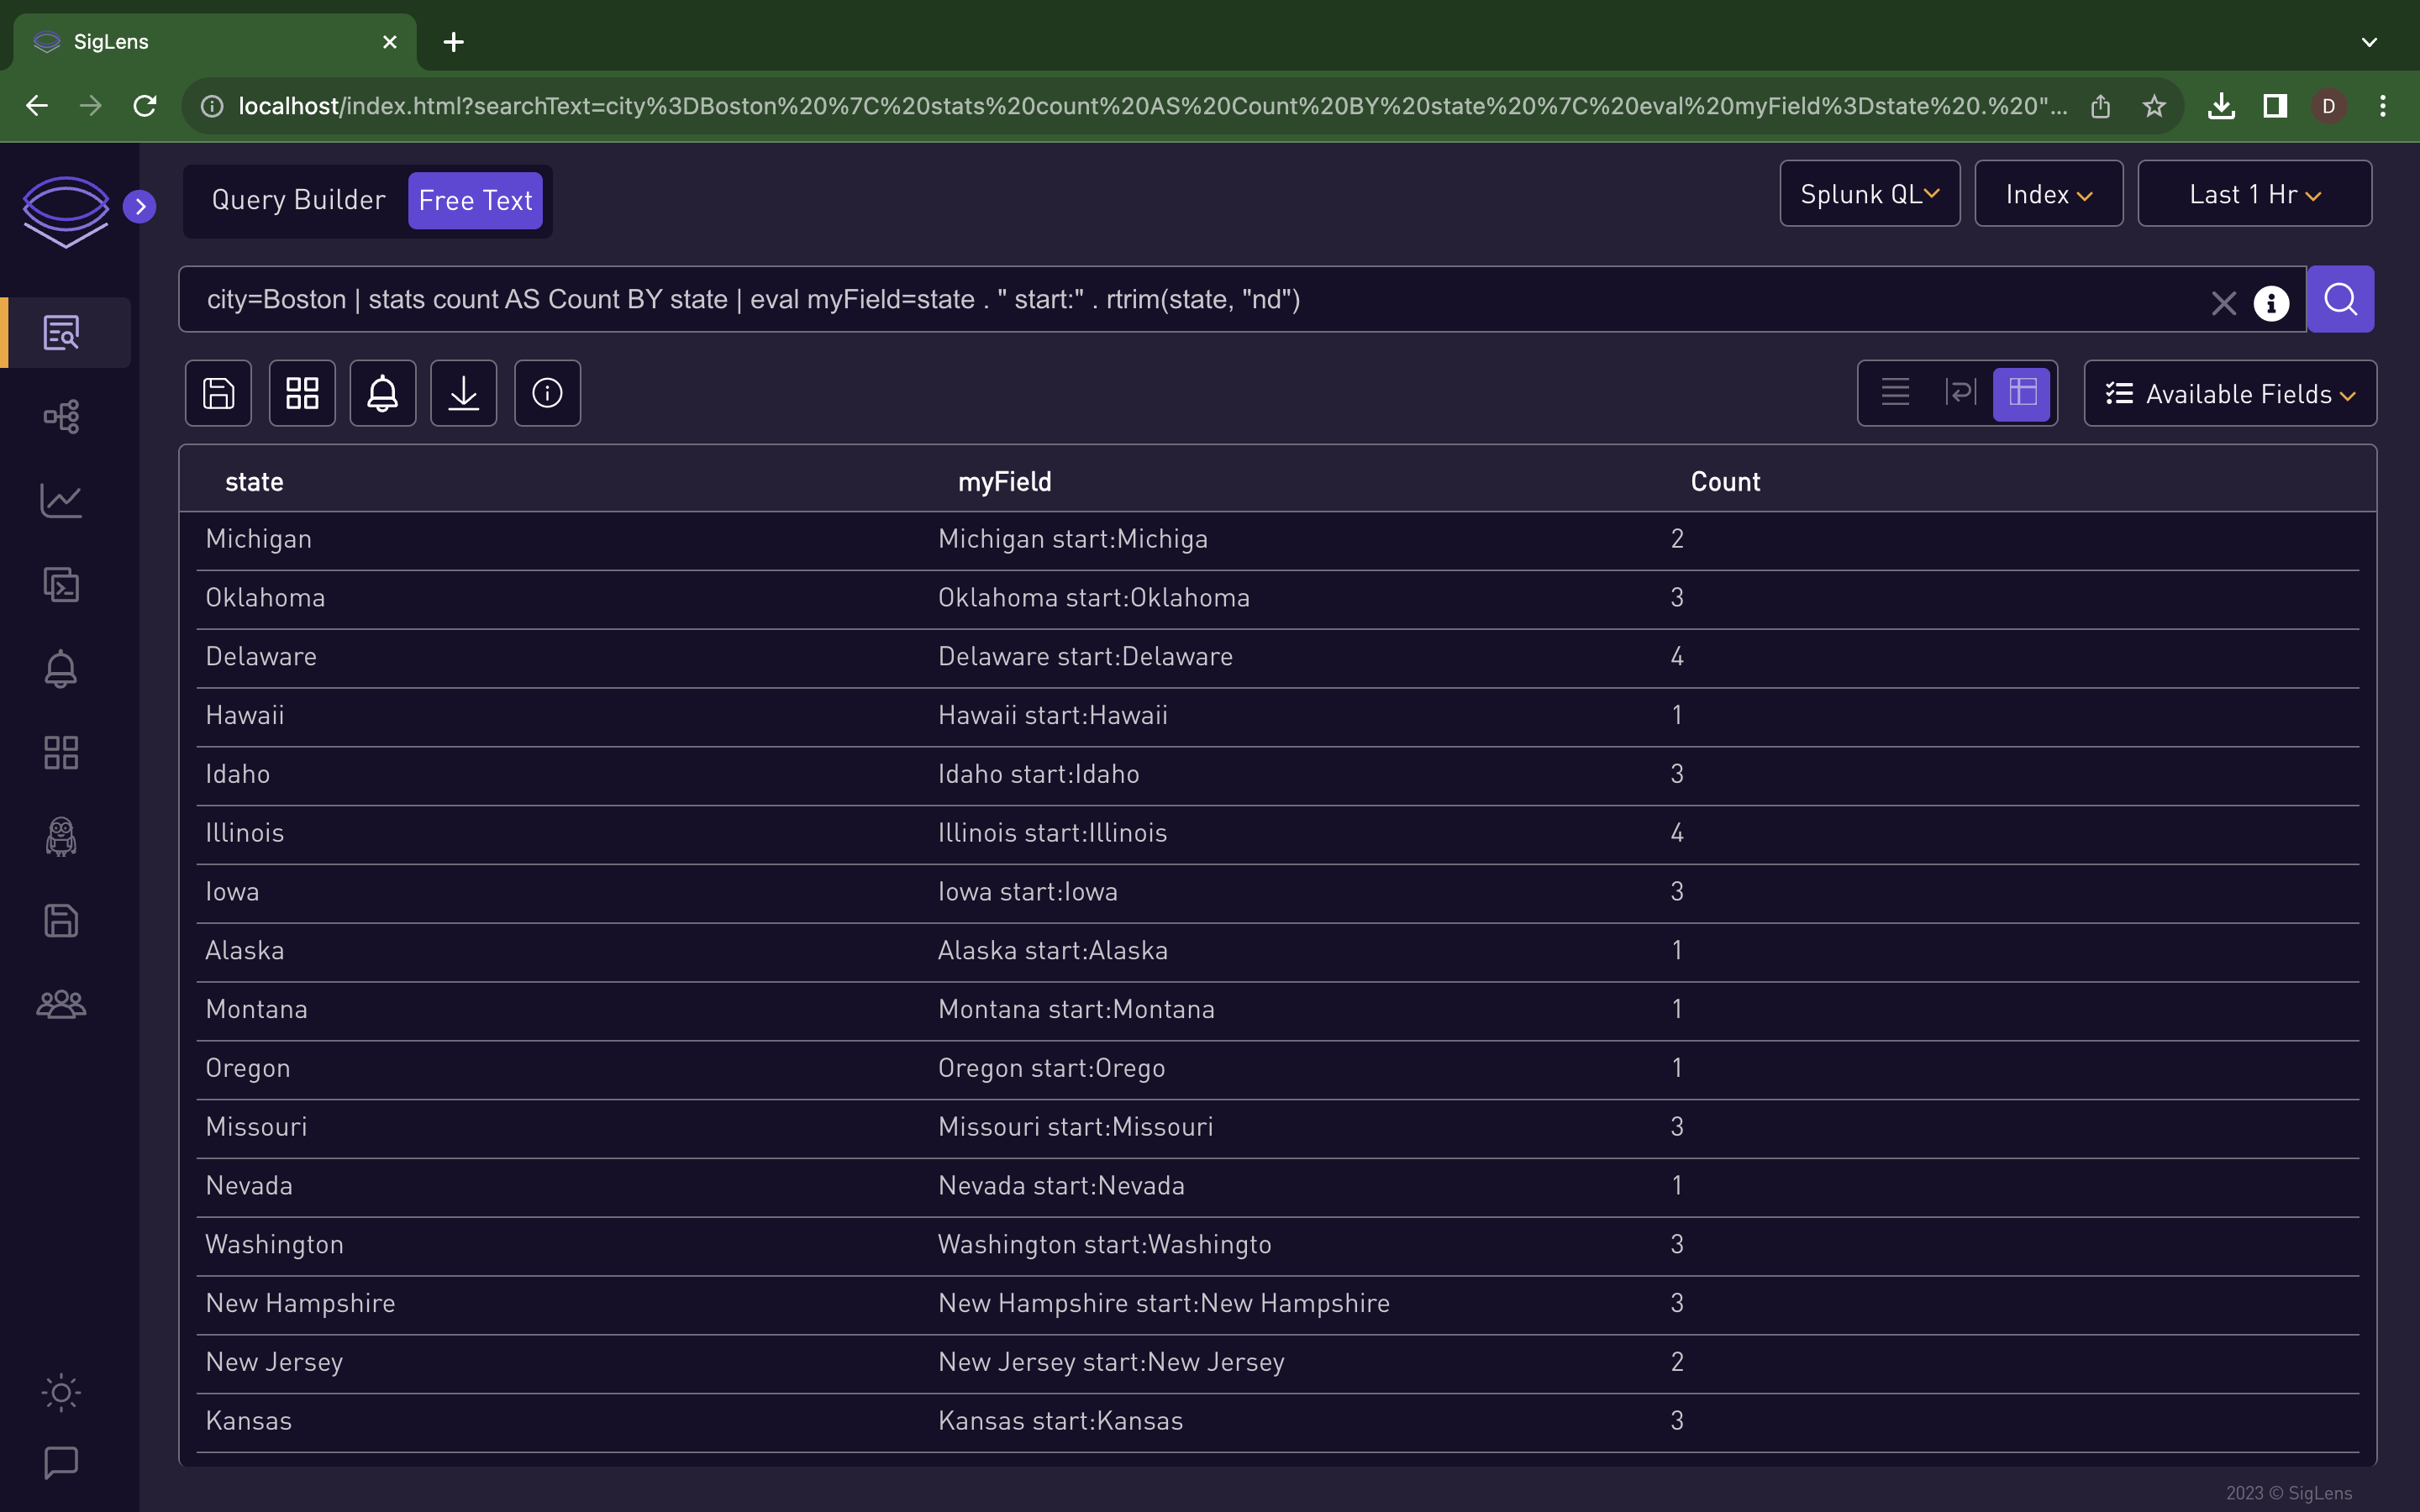 SigLens
localhost/index.html?searchText=city%3DBoston%20%7C%20stats%20count%20AS%20Count%20BY%20state%20%7C%20eval%20myField%3Dstate%20.%20"...
D
Query Builder Free Text
Splunk QL Index Last 1 Hr
city=Boston | stats count AS Count BY state | eval myField=state . " start:" . rtrim(state, "nd")
Available Fields
state myField Count
Michigan Michigan start:Michiga 2
Oklahoma Oklahoma start:Oklahoma 3
Delaware Delaware start:Delaware 4
Hawaii Hawaii start:Hawaii 1
Idaho Idaho start:Idaho 3
Illinois Illinois start:Illinois 4
Iowa Iowa start:Iowa 3
Alaska Alaska start:Alaska 1
Montana Montana start:Montana 1
Oregon Oregon start:Orego 1
Missouri Missouri start:Missouri 3
Nevada Nevada start:Nevada 1
Washington Washington start:Washingto 3
New Hampshire New Hampshire start:New Hampshire 3
New Jersey New Jersey start:New Jersey 2
Kansas Kansas start:Kansas 3
2023 © SigLens